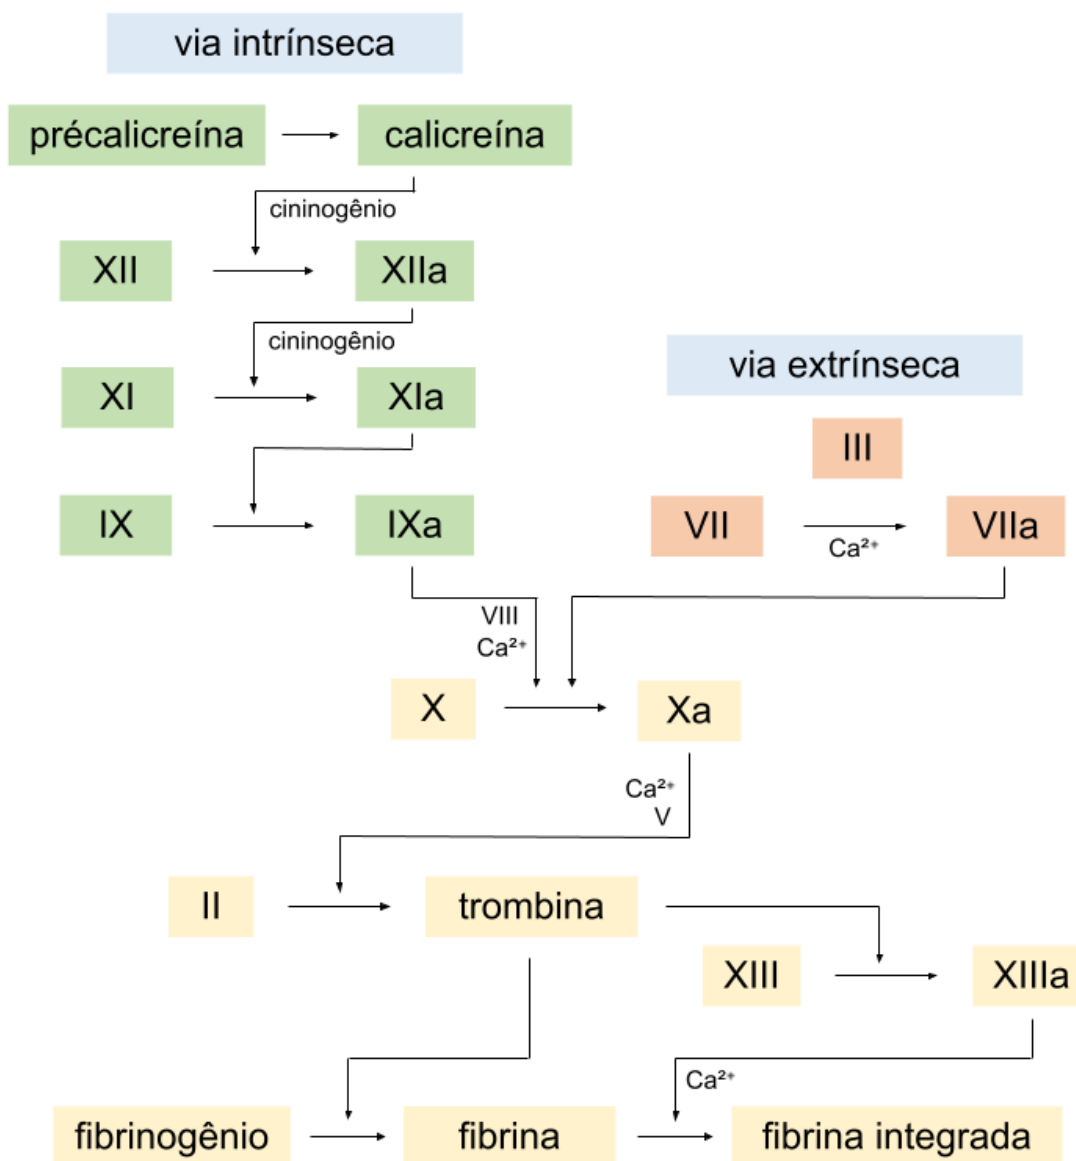 via intrínseca
précalicreína
calicreína
cininogênio
XII
XIIa
cininogênio
via extrínseca
XI
XIa
III
IX
IXa
VII
Ca²⁺
VIIa
VIII
Ca²⁺
X
Xa
Ca²⁺
V
II
trombina
XIII
XIIIa
Ca²⁺
fibrinogênio
fibrina
fibrina integrada